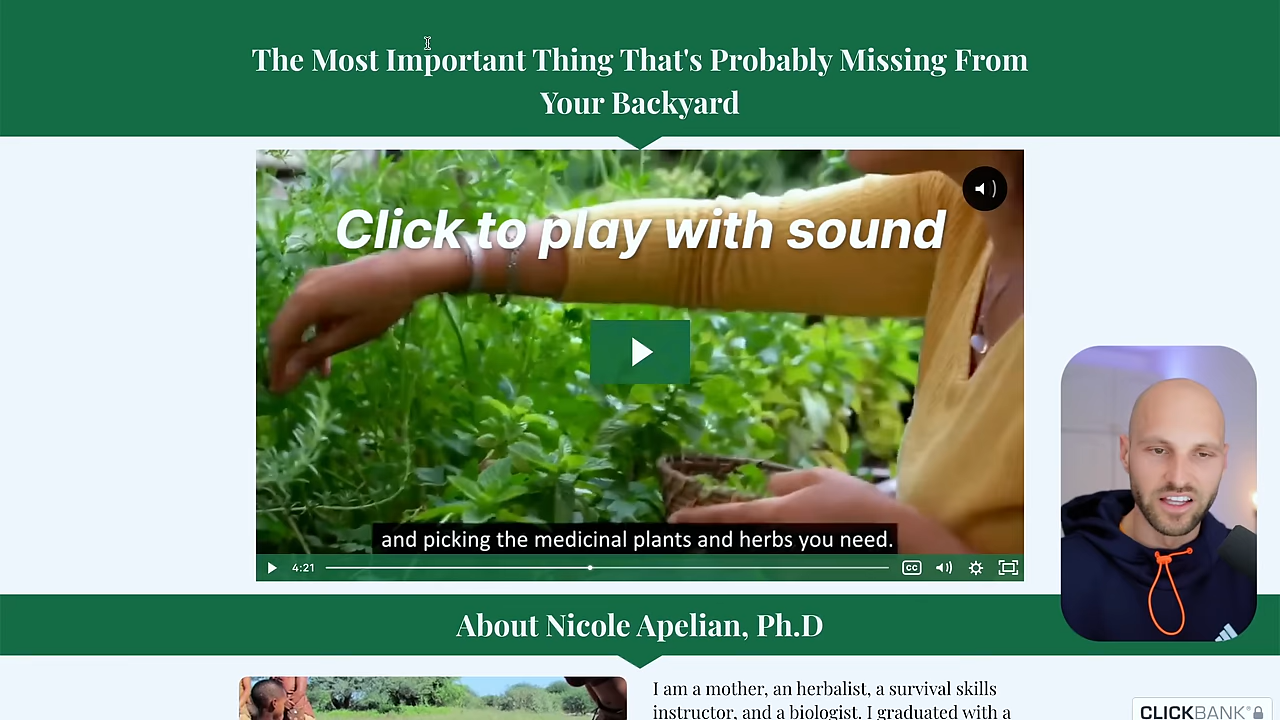 The Most Important Thing That's Probably Missing From
Your Backyard
Click to play with sound
and picking the medicinal plants and herbs you need.
4:21
CC
About Nicole Apelian, Ph.D
I am a mother, an herbalist, a survival skills
instructor, and a biologist. I graduated with a
CLICKBANK®